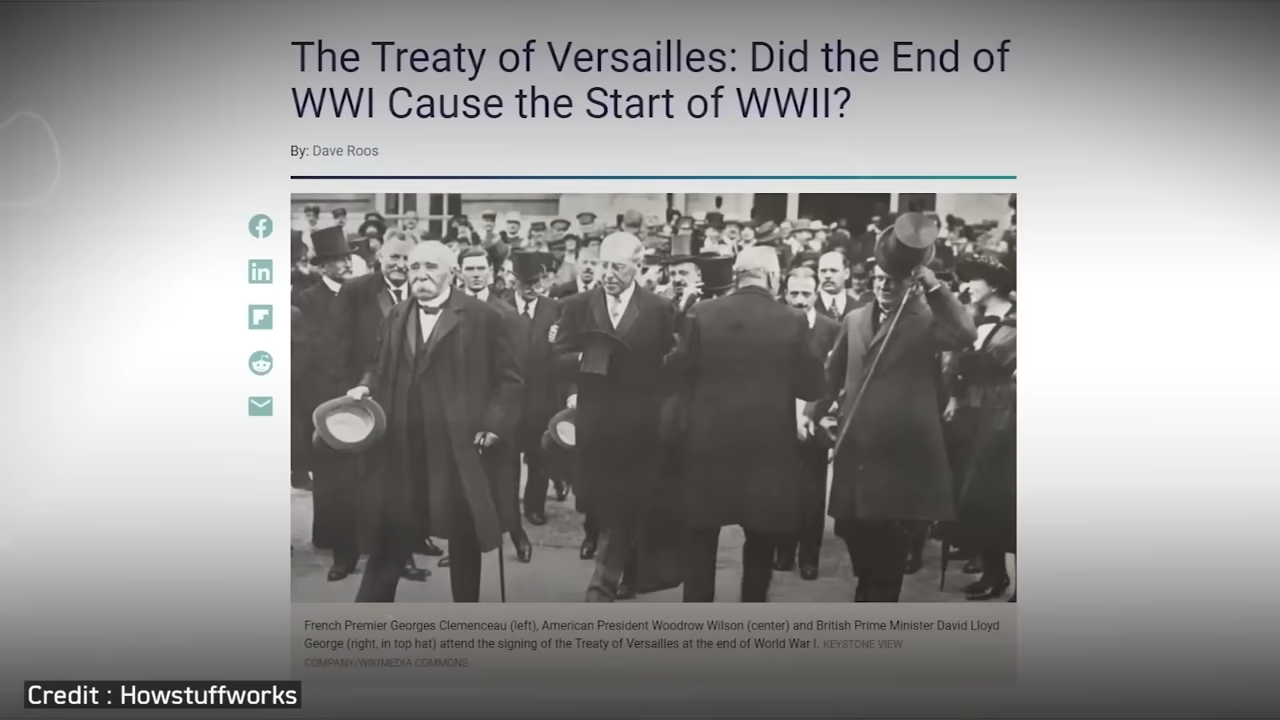 The Treaty of Versailles: Did the End of
WWI Cause the Start of WWII?
By: Dave Roos
in
French Premier Georges Clemenceau (left), American President Woodrow Wilson (center) and British Prime Minister David Lloyd
George (right, in top hat) attend the signing of the Treaty of Versailles at the end of World War I. KEYSTONE VIEW
COMPANY/WIKIMEDIA COMMONS
Credit : Howstuffworks